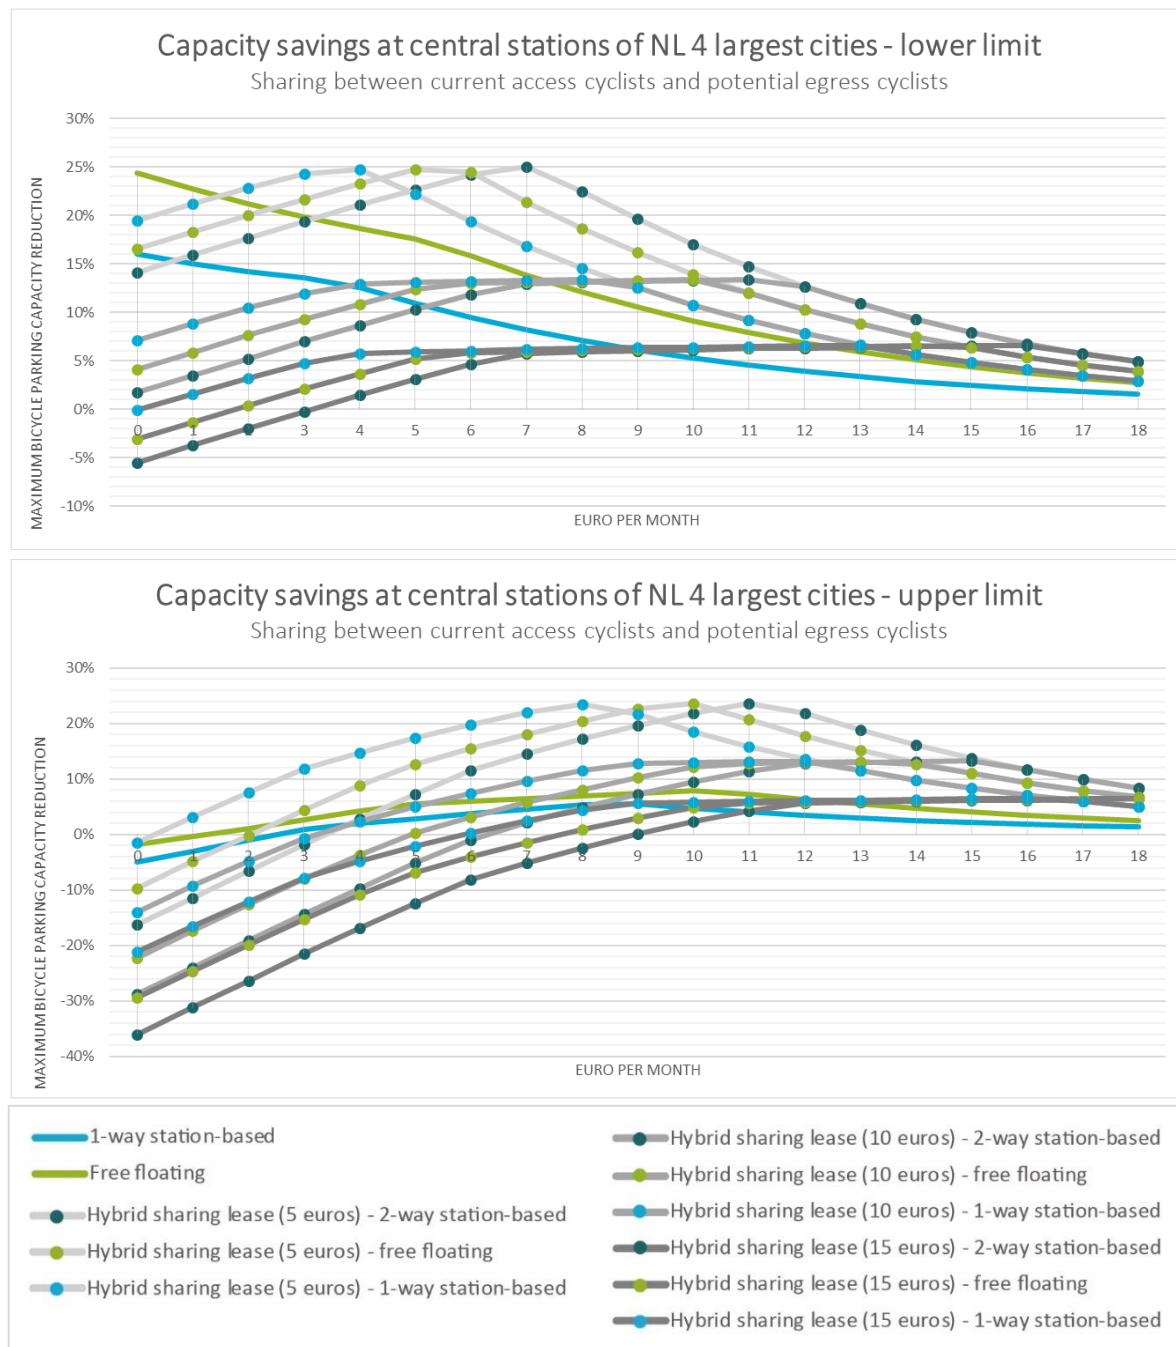 Capacity savings at central stations of NL 4 largest cities - lower limit
Sharing between current access cyclists and potential egress cyclists
MAXIMUM BICYCLE PARKING CAPACITY REDUCTION
30%
25%
20%
15%
10%
5%
0%
-5%
-10%
0 1 2 3 4 5 6 7 8 9 10 11 12 13 14 15 16 17 18
EURO PER MONTH
Capacity savings at central stations of NL 4 largest cities - upper limit
Sharing between current access cyclists and potential egress cyclists
MAXIMUM BICYCLE PARKING CAPACITY REDUCTION
30%
20%
10%
0%
-10%
-20%
-30%
-40%
0 1 2 3 4 5 6 7 8 9 10 11 12 13 14 15 16 17 18
EURO PER MONTH
1-way station-based
Free floating
Hybrid sharing lease (5 euros) - 2-way station-based
Hybrid sharing lease (5 euros) - free floating
Hybrid sharing lease (5 euros) - 1-way station-based
Hybrid sharing lease (10 euros) - 2-way station-based
Hybrid sharing lease (10 euros) - free floating
Hybrid sharing lease (10 euros) - 1-way station-based
Hybrid sharing lease (15 euros) - 2-way station-based
Hybrid sharing lease (15 euros) - free floating
Hybrid sharing lease (15 euros) - 1-way station-based